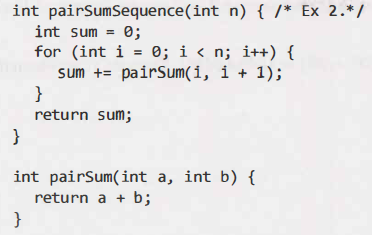 int pairSumSequence(int n) { /* Ex 2.*/
int sum = 0;
for (int i = 0; i < n; i++) {
sum += pairSum(i, i + 1);
}
return sum;
}
int pairSum(int a, int b) {
return a + b;
}